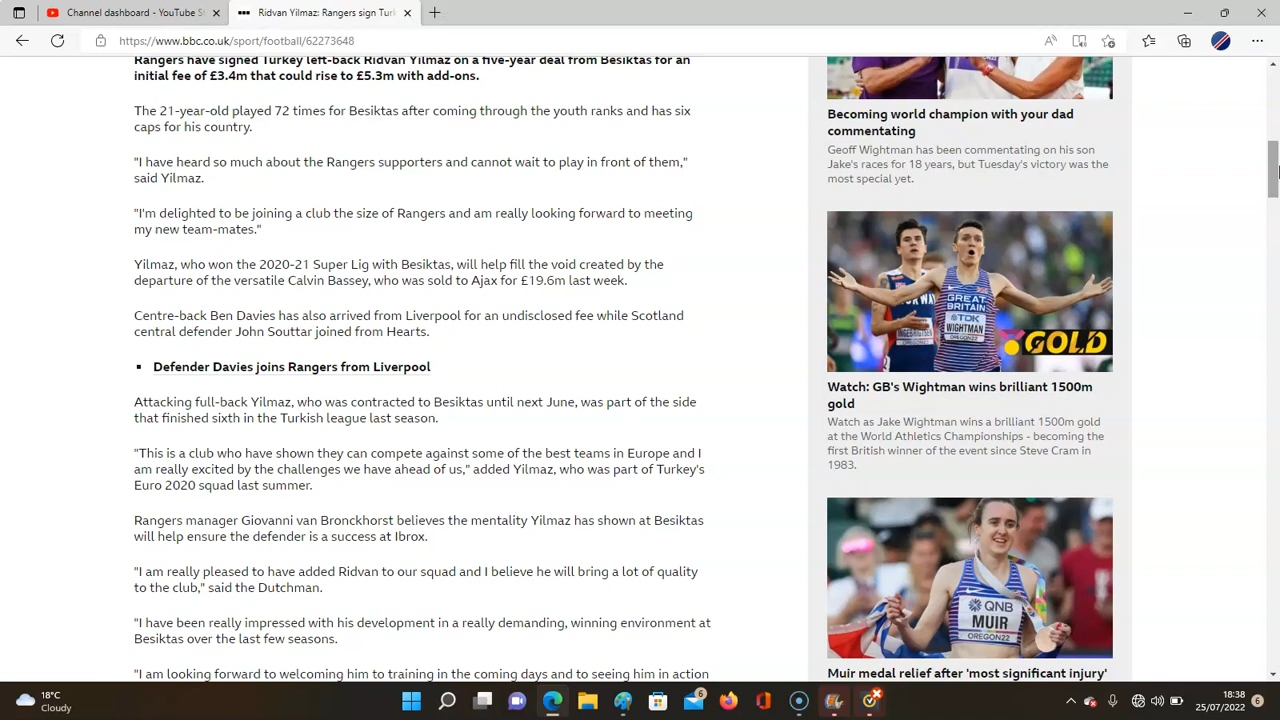 Channel dashboard - YouTube St
Ridvan Yilmaz: Rangers sign Turk
https://www.bbc.co.uk/sport/football/62273648
Rangers have signed Turkey left-back Ridvan Yilmaz on a five-year deal from Besiktas for an
initial fee of £3.4m that could rise to £5.3m with add-ons.
The 21-year-old played 72 times for Besiktas after coming through the youth ranks and has six
caps for his country.
"I have heard so much about the Rangers supporters and cannot wait to play in front of them,"
said Yilmaz.
"I'm delighted to be joining a club the size of Rangers and am really looking forward to meeting
my new team-mates."
Yilmaz, who won the 2020-21 Super Lig with Besiktas, will help fill the void created by the
departure of the versatile Calvin Bassey, who was sold to Ajax for £19.6m last week.
Centre-back Ben Davies has also arrived from Liverpool for an undisclosed fee while Scotland
central defender John Souttar joined from Hearts.
Defender Davies joins Rangers from Liverpool
Attacking full-back Yilmaz, who was contracted to Besiktas until next June, was part of the side
that finished sixth in the Turkish league last season.
"This is a club who have shown they can compete against some of the best teams in Europe and I
am really excited by the challenges we have ahead of us," added Yilmaz, who was part of Turkey's
Euro 2020 squad last summer.
Rangers manager Giovanni van Bronckhorst believes the mentality Yilmaz has shown at Besiktas
will help ensure the defender is a success at Ibrox.
"I am really pleased to have added Ridvan to our squad and I believe he will bring a lot of quality
to the club," said the Dutchman.
"I have been really impressed with his development in a really demanding, winning environment at
Besiktas over the last few seasons.
"I am looking forward to welcoming him to training in the coming days and to seeing him in action
Becoming world champion with your dad
commentating
Geoff Wightman has been commentating on his son
Jake's races for 18 years, but Tuesday's victory was the
most special yet.
NORWAY
GREAT
BRITAIN
TDK
WIGHTMAN
OREGON22
GOLD
Watch: GB's Wightman wins brilliant 1500m
gold
Watch as Jake Wightman wins a brilliant 1500m gold
at the World Athletics Championships - becoming the
first British winner of the event since Steve Cram in
1983.
QNB
MUIR
OREGON22
Muir medal relief after 'most significant injury'
18°C
Cloudy
6
18:38
25/07/2022